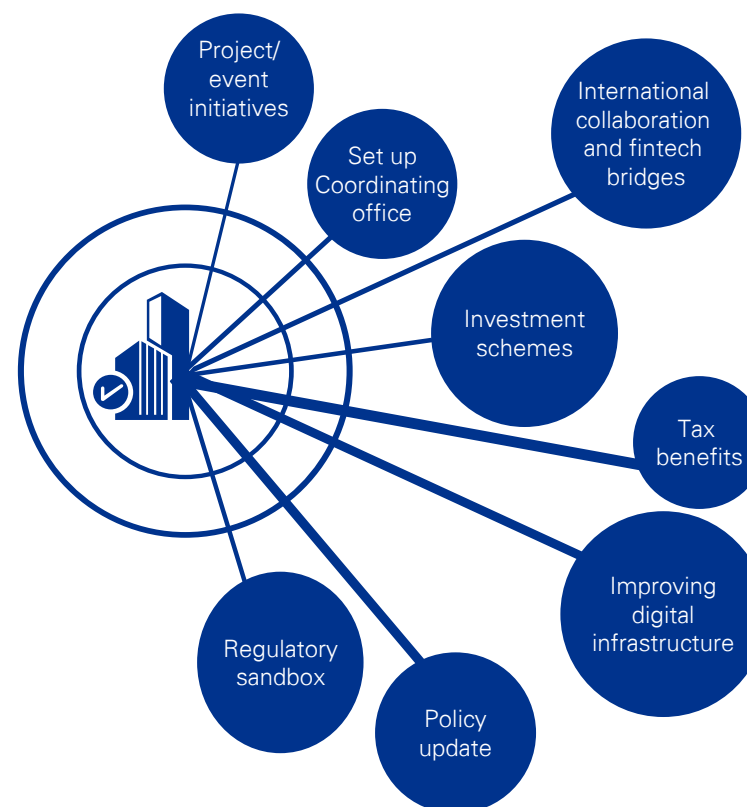 Project/
event
initiatives
International
collaboration
and fintech
bridges
Set up
Coordinating
office
Investment
schemes
Tax
benefits
Improving
digital
infrastructure
Regulatory
sandbox
Policy
update